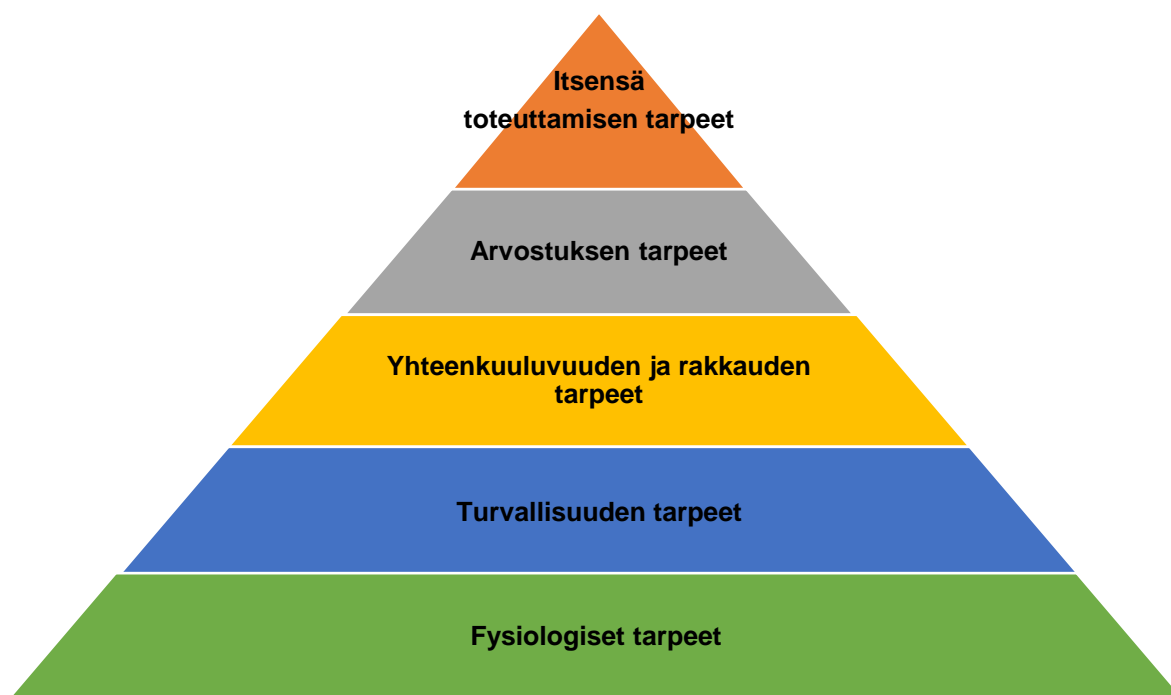 Itsensä
toteuttamisen tarpeet
Arvostuksen tarpeet
Yhteenkuuluvuuden ja rakkauden
tarpeet
Turvallisuuden tarpeet
Fysiologiset tarpeet